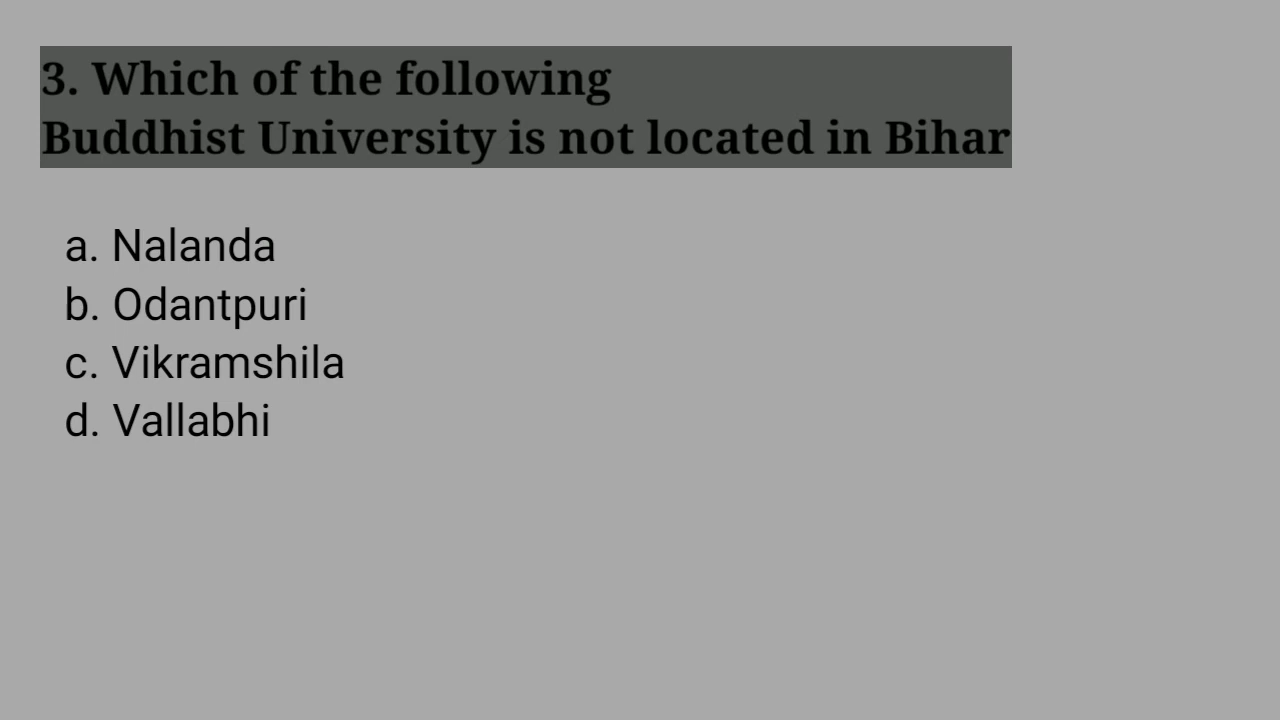 3. Which of the following
Buddhist University is not located in Bihar
a. Nalanda
b. Odantpuri
c. Vikramshila
d. Vallabhi